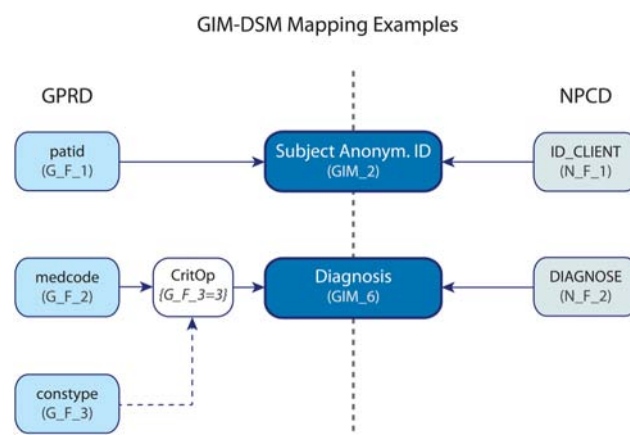 GIM-DSM Mapping Examples
GPRD
NPCD
patid
(G_F_1)
Subject Anonym. ID
(GIM_2)
ID_CLIENT
(N_F_1)
medcode
(G_F_2)
CritOp
{G_F_3=3}
Diagnosis
(GIM_6)
DIAGNOSE
(N_F_2)
constype
(G_F_3)